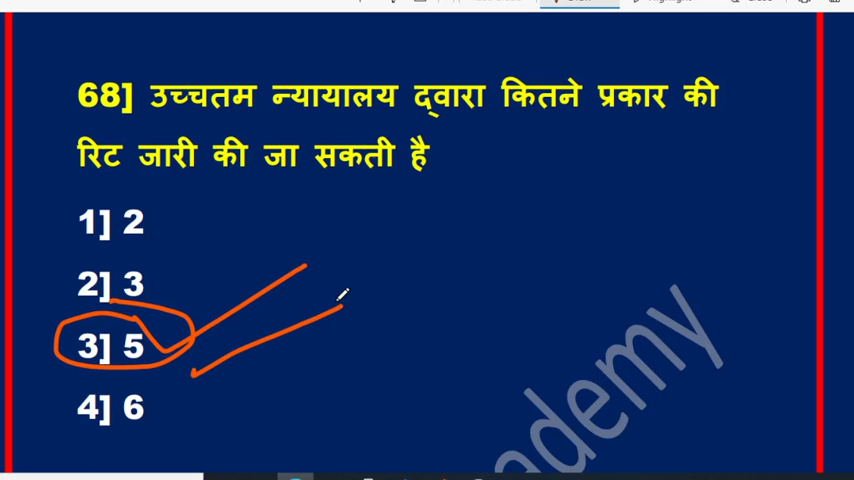 68] उच्चतम न्यायालय द्वारा कितने प्रकार की
रिट जारी की जा सकती है
1] 2
2] 3
3] 5
4] 6
ademy